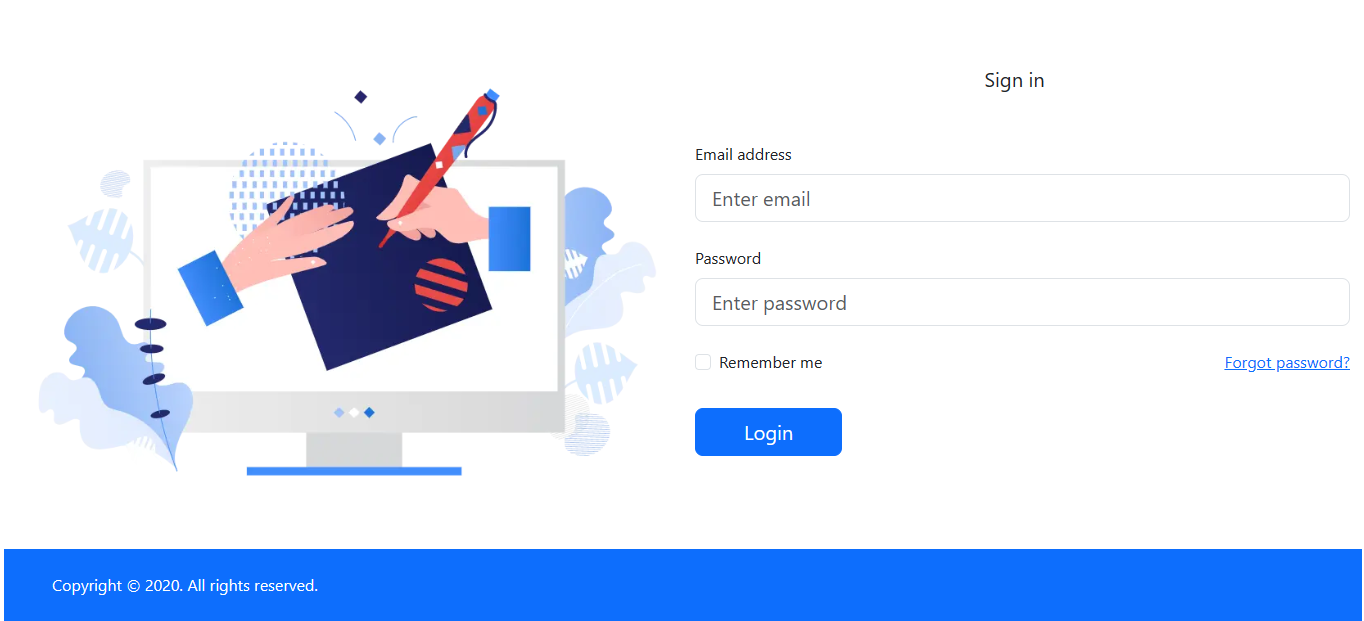 Sign in
Email address
Enter email
Password
Enter password
Remember me
Forgot password?
Login
Copyright © 2020. All rights reserved.